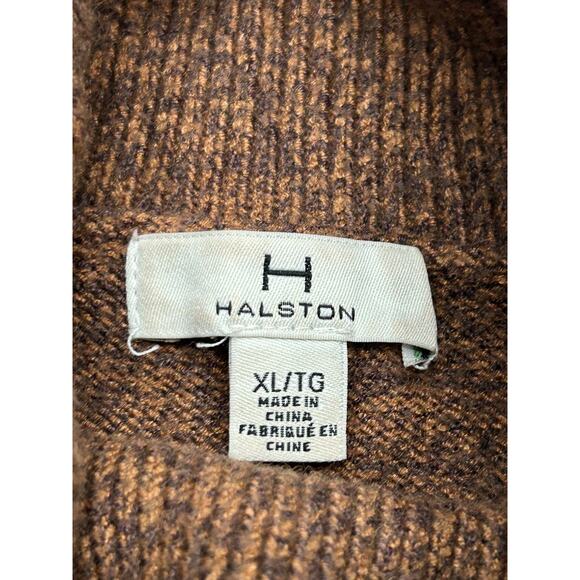 H
HALSTON
XL/TG
MADE IN
CHINA
FABRIQUÉ EN
CHINE